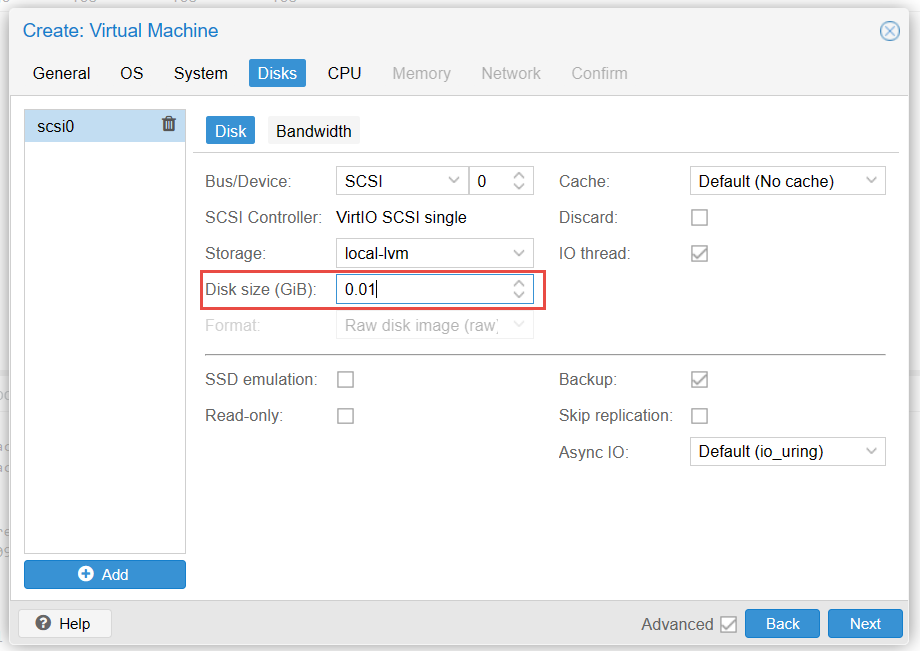 Create: Virtual Machine
General OS System Disks CPU Memory Network Confirm
scsi0
Disk Bandwidth
Bus/Device: SCSI 0 Cache: Default (No cache)
SCSI Controller: VirtIO SCSI single Discard:
Storage: local-lvm IO thread:
Disk size (GiB): 0.01
Format: Raw disk image (raw)
SSD emulation: Backup:
Read-only: Skip replication:
Async IO: Default (io_uring)
Add
Help Advanced Back Next